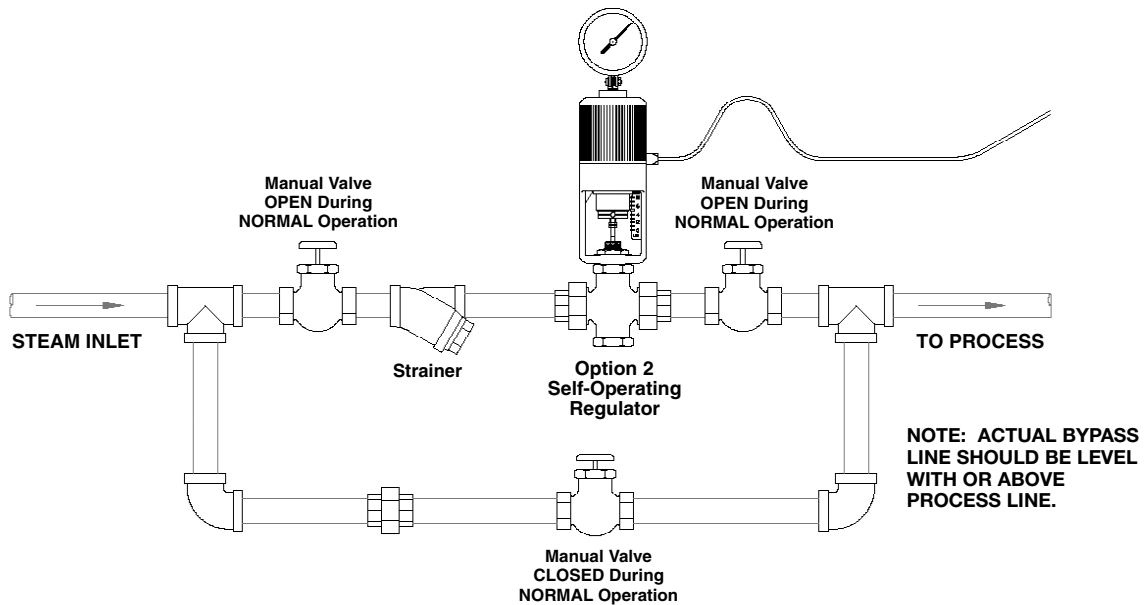 Manual Valve
OPEN During
NORMAL Operation
Manual Valve
OPEN During
NORMAL Operation
STEAM INLET
Strainer
Option 2
Self-Operating
Regulator
TO PROCESS
NOTE: ACTUAL BYPASS
LINE SHOULD BE LEVEL
WITH OR ABOVE
PROCESS LINE.
Manual Valve
CLOSED During
NORMAL Operation